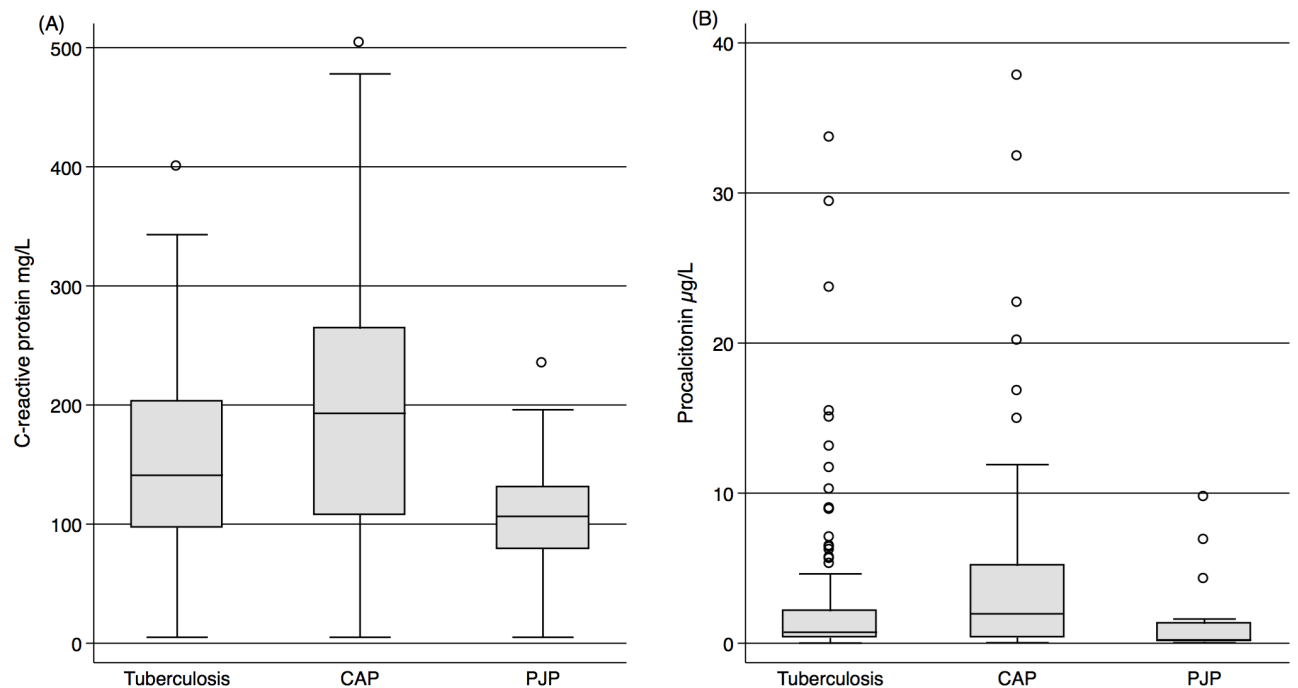 (A)
C-reactive protein mg/L
500
400
300
200
100
0
Tuberculosis
CAP
PJP
(B)
Procalcitonin µg/L
40
30
20
10
0
Tuberculosis
CAP
PJP